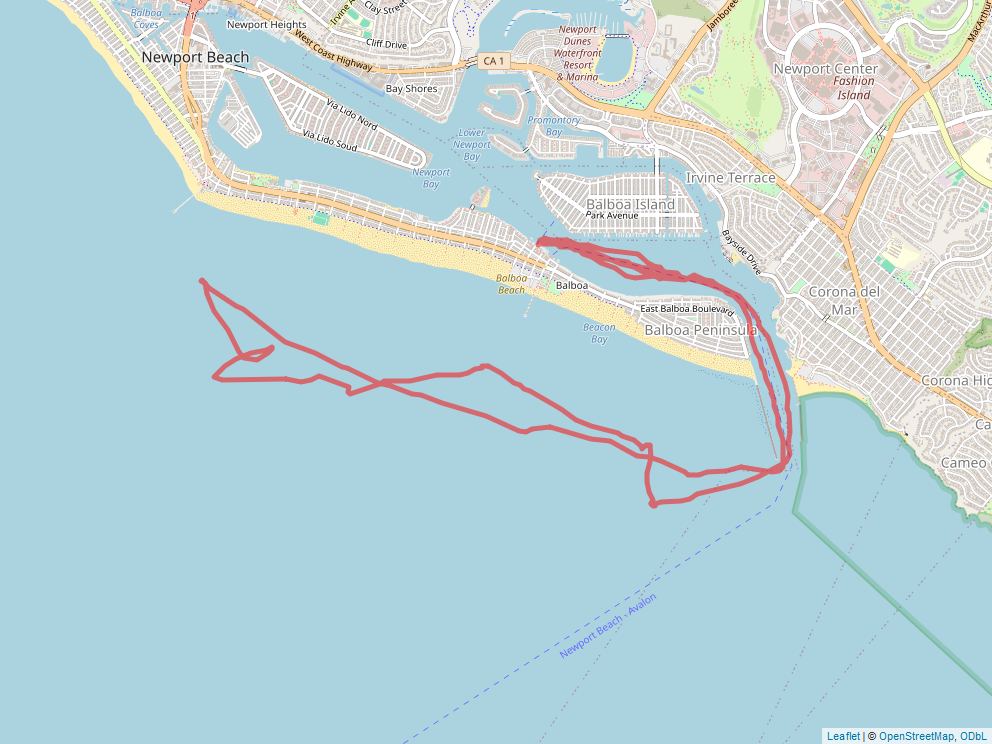 Balboa
Coves
Newport Heights
Irvine A
Clay Street
Cliff Drive
West Coast Highway
Newport Beach
CA 1
Bay Shores
Newport
Dunes
Waterfront
Resort
& Marina
Jamboree
MacArthur
Newport Center
Fashion
Island
Via Lido Nord
Via Lido Soud
Lower
Newport
Bay
Promontory
Bay
Newport
Bay
Irvine Terrace
Balboa Island
Park Avenue
Bayside Drive
Balboa
Beach
Balboa
East Balboa Boulevard
Balboa Peninsula
Beacon
Bay
Corona del
Mar
Corona Hig
Ca
Cameo
Newport Beach - Avalon
Leaflet | © OpenStreetMap, ODbL